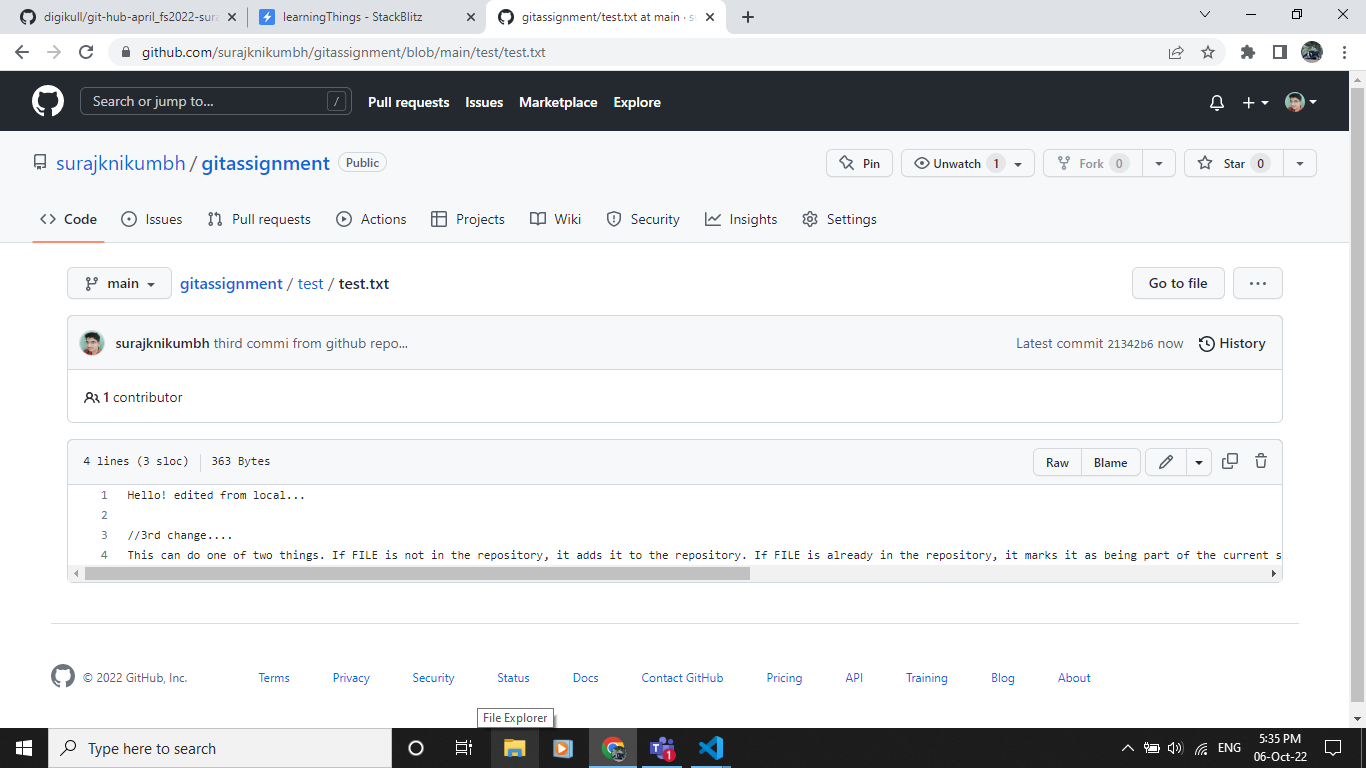 digikull/git-hub-april_fs2022-sura
learningThings - StackBlitz
gitassignment/test.txt at main · su
github.com/surajknikumbh/gitassignment/blob/main/test/test.txt
Search or jump to... /
Pull requests Issues Marketplace Explore
surajknikumbh / gitassignment Public
Pin Unwatch 1 Fork 0 Star 0
Code Issues Pull requests Actions Projects Wiki Security Insights Settings
main gitassignment / test / test.txt Go to file
surajknikumbh third commi from github repo... Latest commit 21342b6 now History
1 contributor
4 lines (3 sloc) 363 Bytes Raw Blame
1 Hello! edited from local...
2
3 //3rd change....
4 This can do one of two things. If FILE is not in the repository, it adds it to the repository. If FILE is already in the repository, it marks it as being part of the current s
© 2022 GitHub, Inc. Terms Privacy Security Status Docs Contact GitHub Pricing API Training Blog About
File Explorer
Type here to search
1
ENG
5:35 PM
06-Oct-22